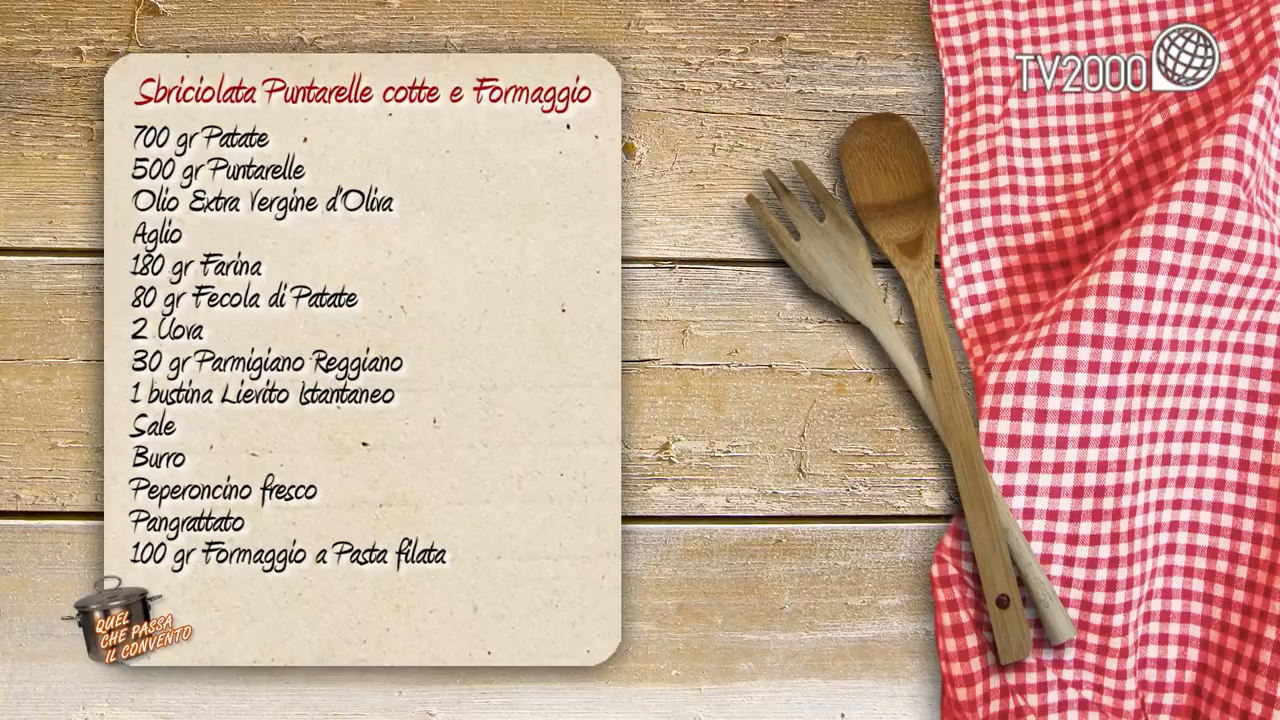 TV2000
Sbriciolata Puntarelle cotte e Formaggio
700 gr Patate
500 gr Puntarelle
Olio Extra Vergine d'Oliva
Aglio
180 gr Farina
80 gr Fecola di Patate
2 Uova
30 gr Parmigiano Reggiano
1 bustina Lievito Istantaneo
Sale
Burro
Peperoncino fresco
Pangrattato
100 gr Formaggio a Pasta filata
QUEL
CHE PASSA
IL CONVENTO